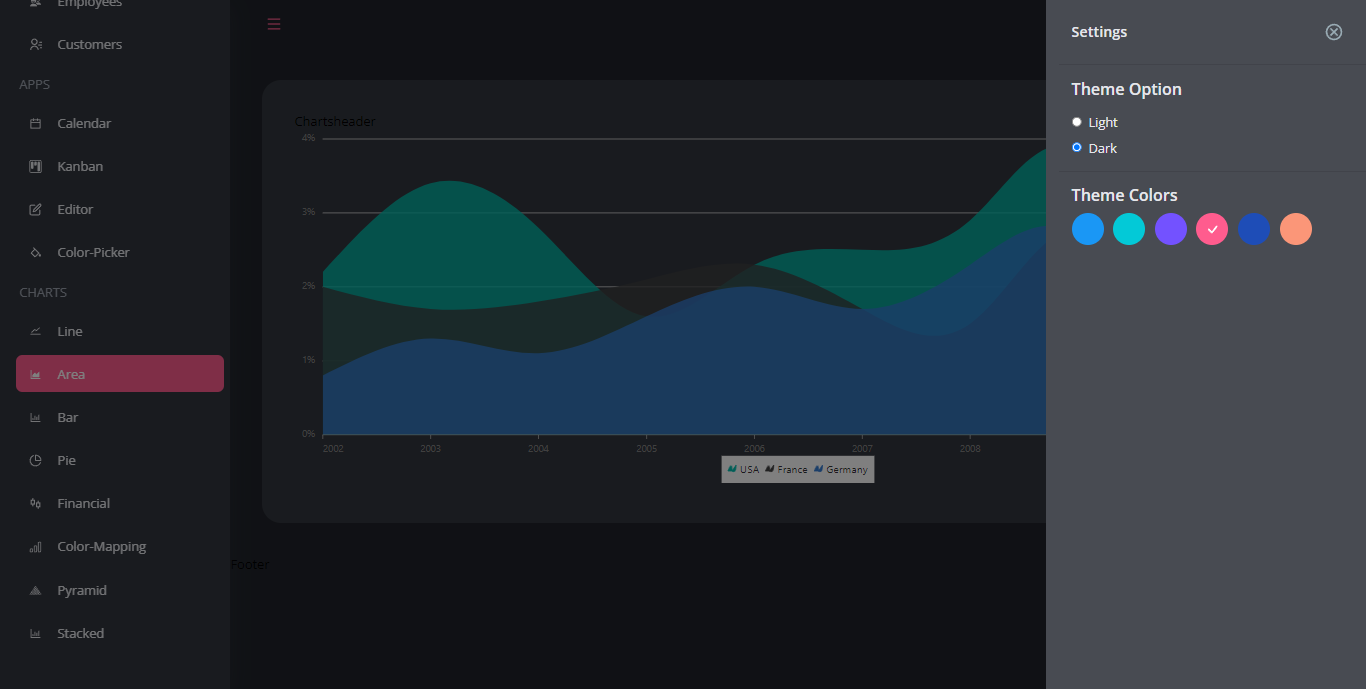 Employees
Customers
APPS
Calendar
Kanban
Editor
Color-Picker
CHARTS
Line
Area
Bar
Pie
Financial
Color-Mapping
Pyramid
Stacked
Chartsheader
4%
3%
2%
1%
0%
2002 2003 2004 2005 2006 2007 2008
USA France Germany
Footer
Settings
Theme Option
Light
Dark
Theme Colors